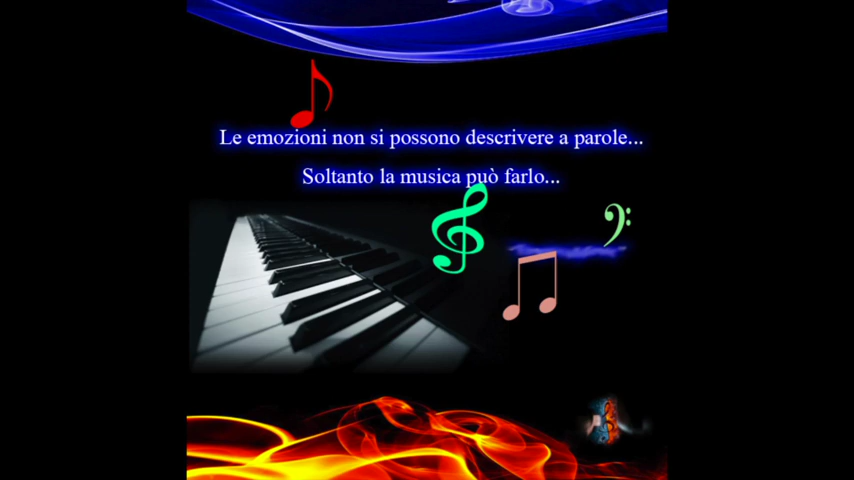 Le emozioni non si possono descrivere a parole...
Soltanto la musica può farlo...